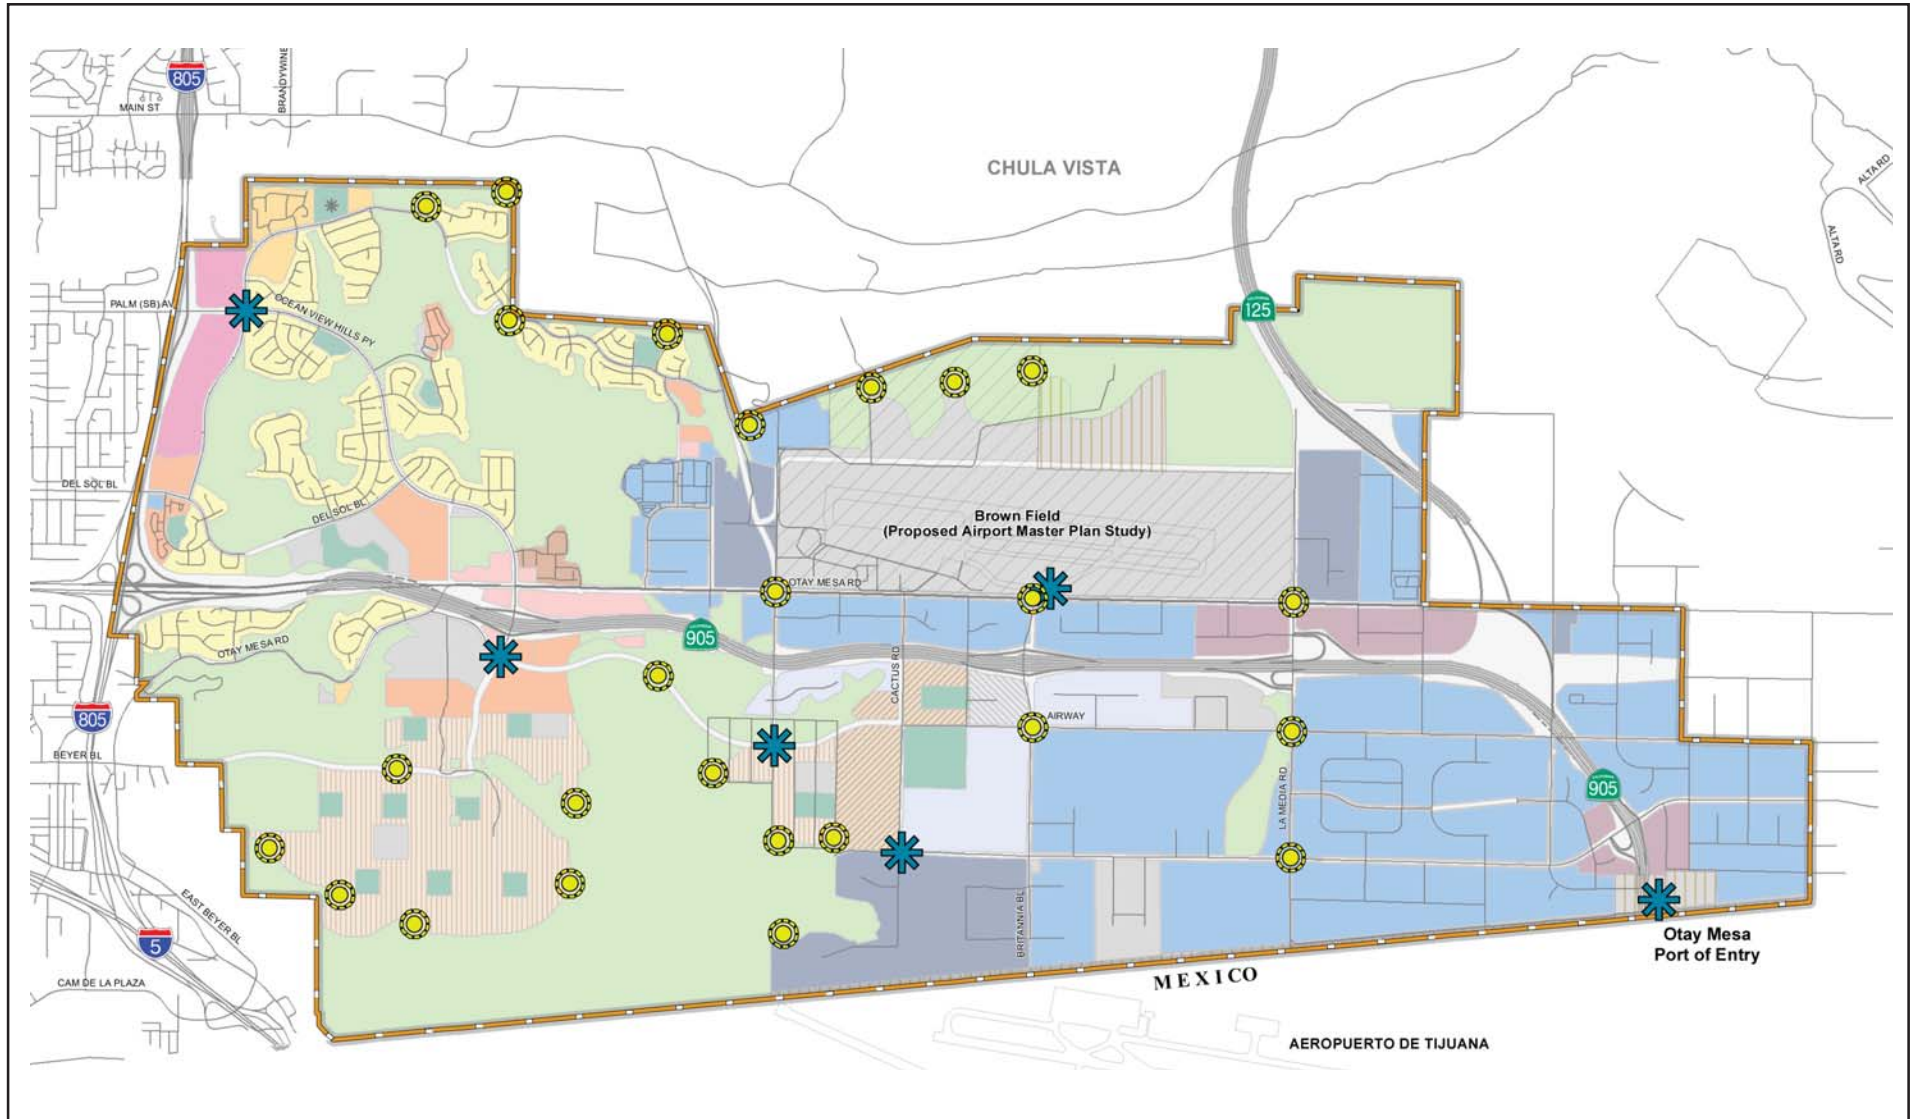 805
MAIN ST
BRANDYWINE
CHULA VISTA
ALTA RD
ALTA RD
PALM (SB) AV
OCEAN VIEW HILLS PY
125
DEL SOL BL
DEL SOL BL
Brown Field
(Proposed Airport Master Plan Study)
OTAY MESA RD
OTAY MESA RD
905
CACTUS RD
805
AIRWAY
BEYER BL
LA MEDIA RD
905
EAST BEYER BL
BRITANNIA BL
5
Otay Mesa
Port of Entry
CAM DE LA PLAZA
MEXICO
AEROPUERTO DE TIJUANA